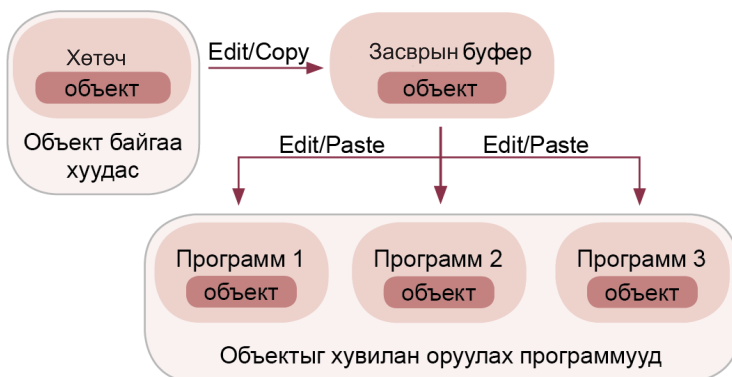 Хөтөч
объект
Объект байгаа
хуудас
Edit/Copy
Засврын буфер
объект
Edit/Paste
Edit/Paste
Программ 1
объект
Программ 2
объект
Программ 3
объект
Объектыг хувилан оруулах программууд